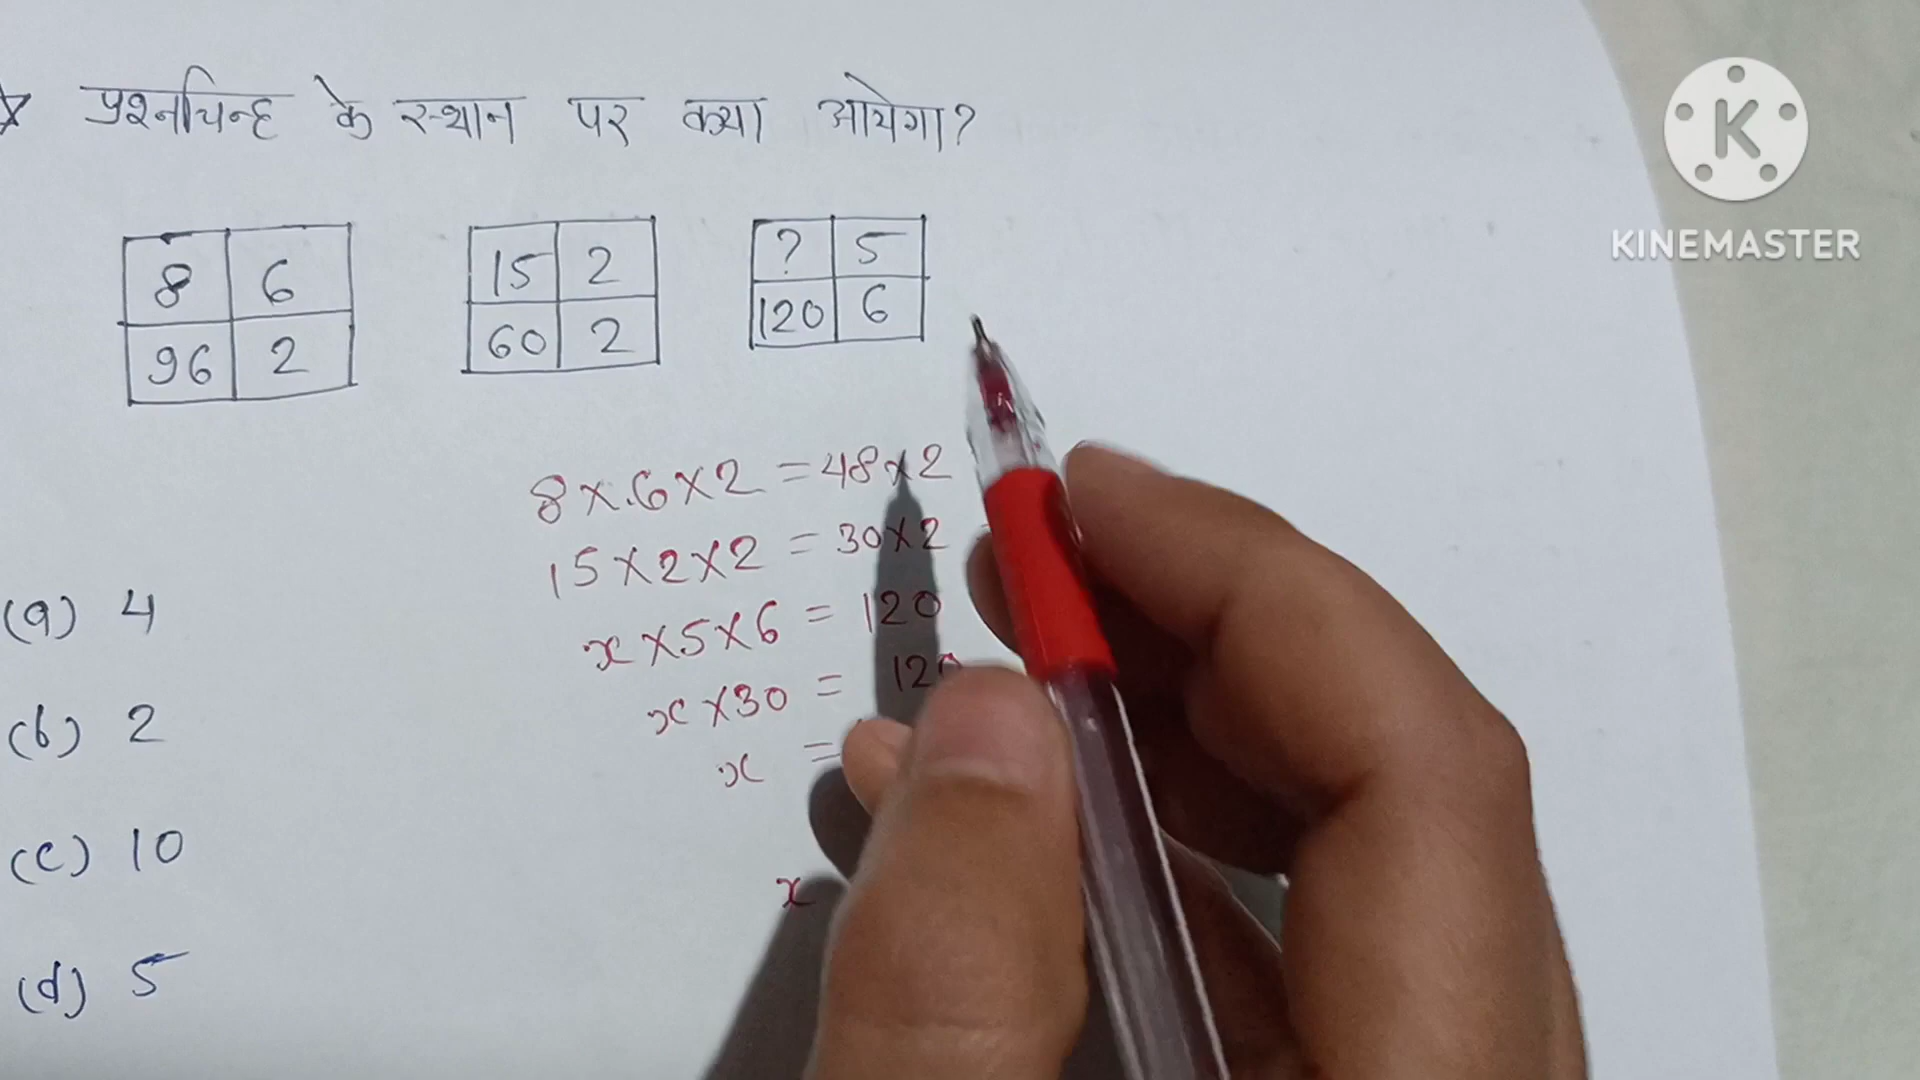 प्रश्नचिन्ह के स्थान पर क्या आयेगा?
K
KINEMASTER
8 6
96 2
15 2
60 2
? 5
120 6
8 × 6 × 2 = 48 × 2
15 × 2 × 2 = 30 × 2
x × 5 × 6 = 120
x × 30 = 120
x =
x
(a) 4
(b) 2
(c) 10
(d) 5